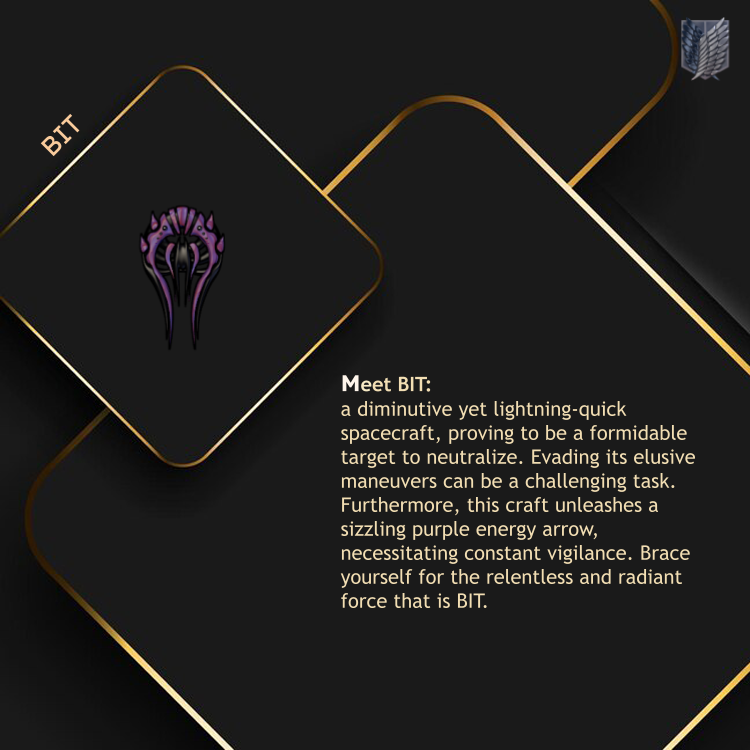 BIT
Meet BIT:
a diminutive yet lightning-quick
spacecraft, proving to be a formidable
target to neutralize. Evading its elusive
maneuvers can be a challenging task.
Furthermore, this craft unleashes a
sizzling purple energy arrow,
necessitating constant vigilance. Brace
yourself for the relentless and radiant
force that is BIT.